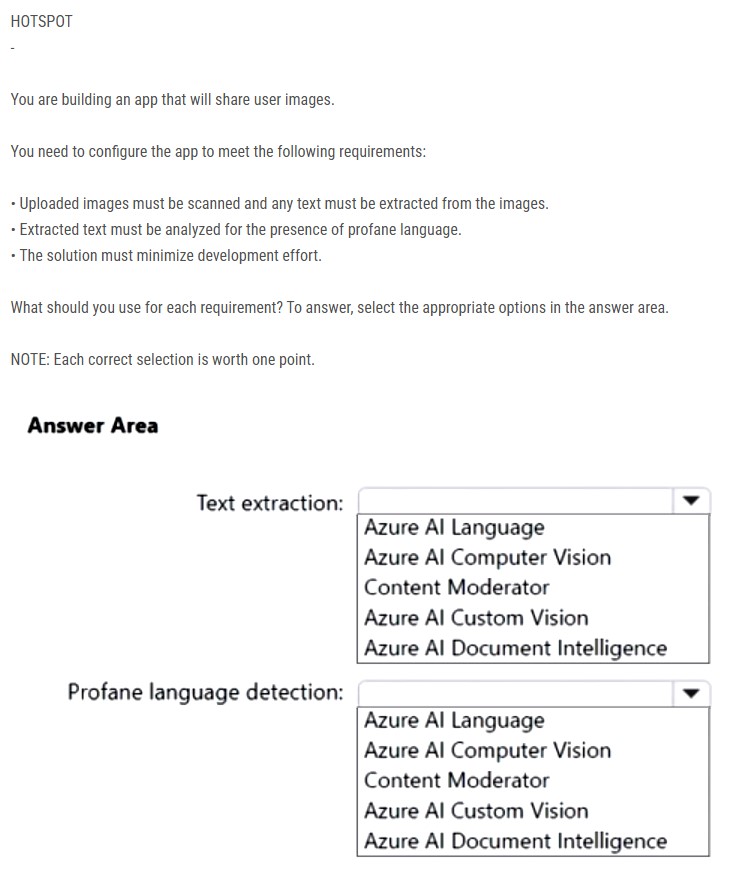 HOTSPOT
-
You are building an app that will share user images.
You need to configure the app to meet the following requirements:
• Uploaded images must be scanned and any text must be extracted from the images.
• Extracted text must be analyzed for the presence of profane language.
• The solution must minimize development effort.
What should you use for each requirement? To answer, select the appropriate options in the answer area.
NOTE: Each correct selection is worth one point.
Answer Area
Text extraction:
Azure AI Language
Azure AI Computer Vision
Content Moderator
Azure AI Custom Vision
Azure AI Document Intelligence
Profane language detection:
Azure AI Language
Azure AI Computer Vision
Content Moderator
Azure AI Custom Vision
Azure AI Document Intelligence